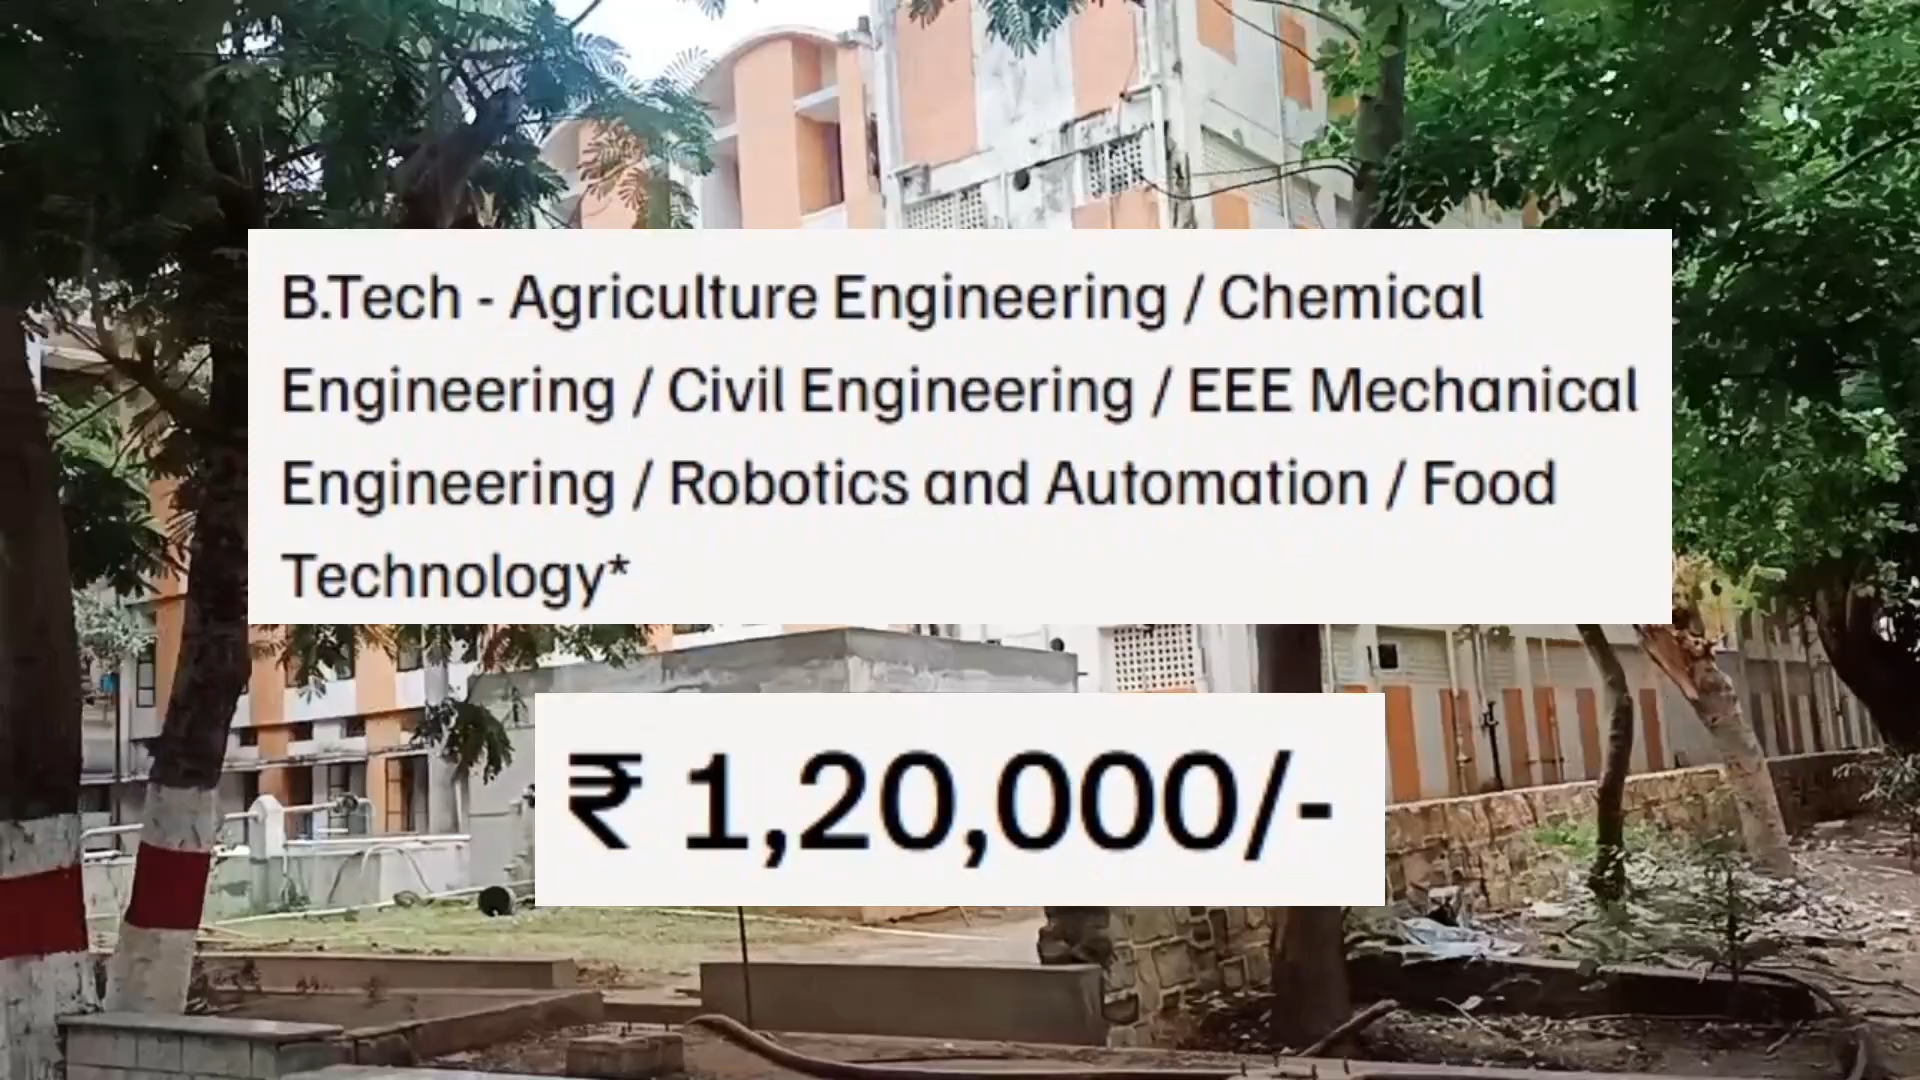 B.Tech - Agriculture Engineering / Chemical
Engineering / Civil Engineering / EEE Mechanical
Engineering / Robotics and Automation / Food
Technology*
₹ 1,20,000/-